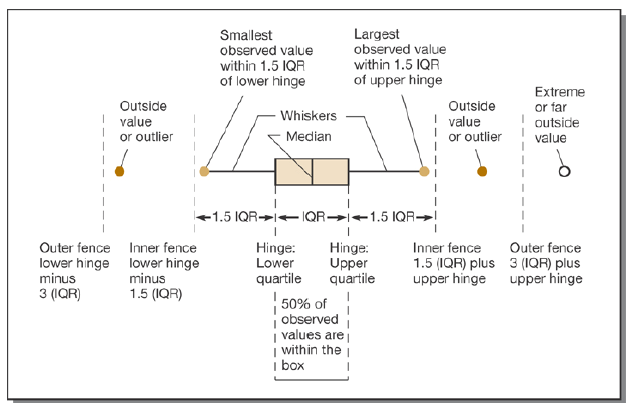 Smallest
observed value
within 1.5 IQR
of lower hinge
Largest
observed value
within 1.5 IQR
of upper hinge
Extreme
or far
outside
value
Outside
value
or outlier
Whiskers
Median
Outside
value
or outlier
1.5 IQR
IQR
1.5 IQR
Outer fence
lower hinge
minus
3 (IQR)
Inner fence
lower hinge
minus
1.5 (IQR)
Hinge:
Lower
quartile
Hinge:
Upper
quartile
Inner fence
1.5 (IQR) plus
upper hinge
Outer fence
3 (IQR) plus
upper hinge
50% of
observed
values are
within the
box